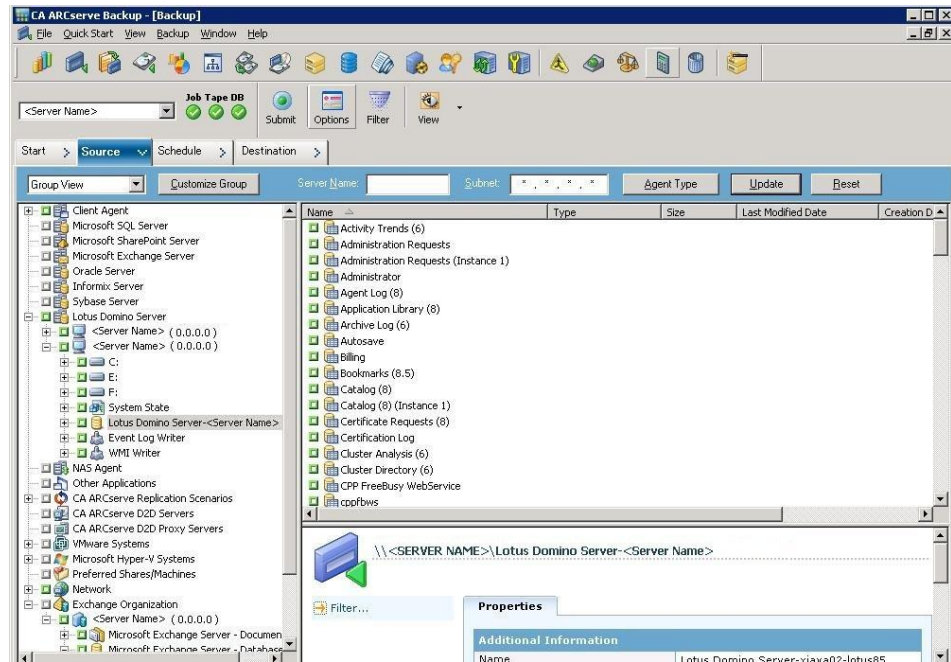 CA ARCserve Backup - [Backup]
File Quick Start View Backup Window Help
<Server Name>
Job Tape DB
Submit Options Filter View
Start > Source Schedule > Destination >
Group View Customize Group Server Name: Subnet: * . * . * . * Agent Type Update Reset
Client Agent
Microsoft SQL Server
Microsoft SharePoint Server
Microsoft Exchange Server
Oracle Server
Informix Server
Sybase Server
Lotus Domino Server
<Server Name> ( 0.0.0.0 )
<Server Name> ( 0.0.0.0 )
C:
E:
F:
System State
Lotus Domino Server-<Server Name>
Event Log Writer
WMI Writer
NAS Agent
Other Applications
CA ARCserve Replication Scenarios
CA ARCserve D2D Servers
CA ARCserve D2D Proxy Servers
VMware Systems
Microsoft Hyper-V Systems
Preferred Shares/Machines
Network
Exchange Organization
<Server Name> ( 0.0.0.0 )
Microsoft Exchange Server - Documen
Microsoft Exchange Server - Database
Name Type Size Last Modified Date Creation D
Activity Trends (6)
Administration Requests
Administration Requests (Instance 1)
Administrator
Agent Log (8)
Application Library (8)
Archive Log (6)
Autosave
Billing
Bookmarks (8.5)
Catalog (8)
Catalog (8) (Instance 1)
Certificate Requests (8)
Certification Log
Cluster Analysis (6)
Cluster Directory (6)
CPP FreeBusy WebService
cppfbws
\\<SERVER NAME>\Lotus Domino Server-<Server Name>
Filter...
Properties
Additional Information
Name Lotus Domino Server-xiaxa02-lotus85